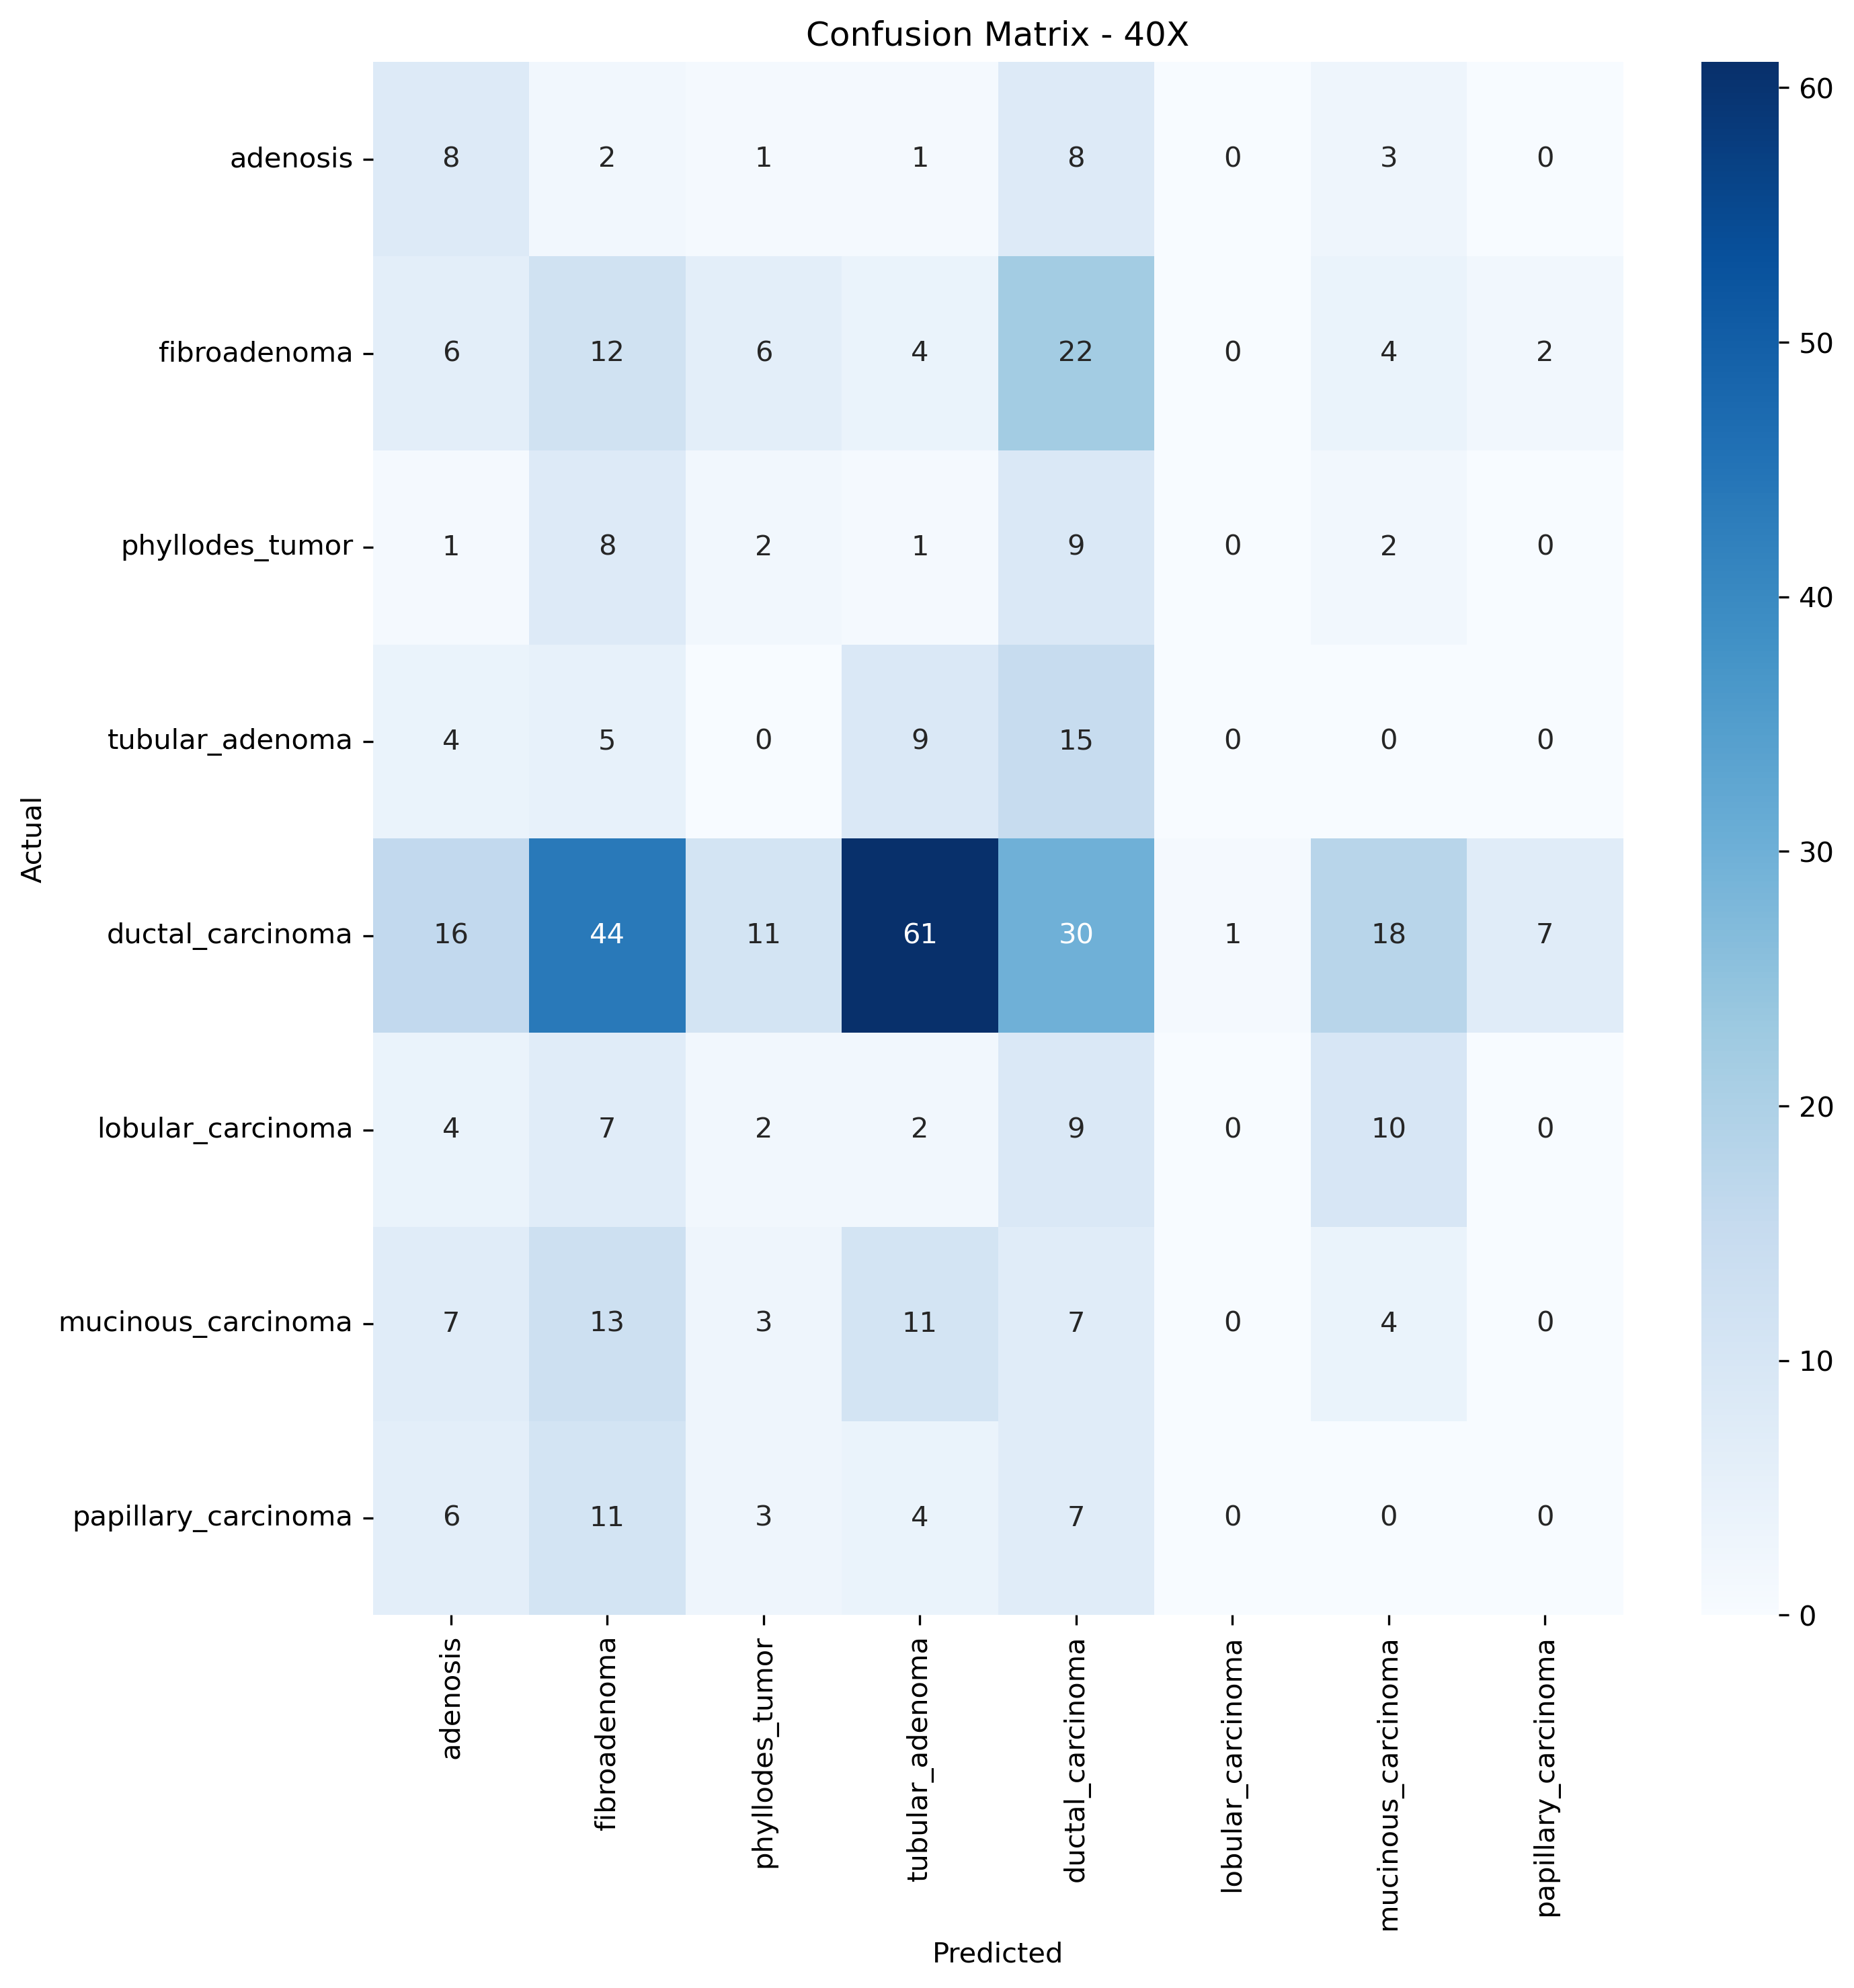 Confusion Matrix - 40X
adenosis 8 2 1 1 8 0 3 0
fibroadenoma 6 12 6 4 22 0 4 2
phyllodes_tumor 1 8 2 1 9 0 2 0
tubular_adenoma 4 5 0 9 15 0 0 0
ductal_carcinoma 16 44 11 61 30 1 18 7
lobular_carcinoma 4 7 2 2 9 0 10 0
mucinous_carcinoma 7 13 3 11 7 0 4 0
papillary_carcinoma 6 11 3 4 7 0 0 0
Actual
adenosis
fibroadenoma
phyllodes_tumor
tubular_adenoma
ductal_carcinoma
lobular_carcinoma
mucinous_carcinoma
papillary_carcinoma
Predicted
60
50
40
30
20
10
0